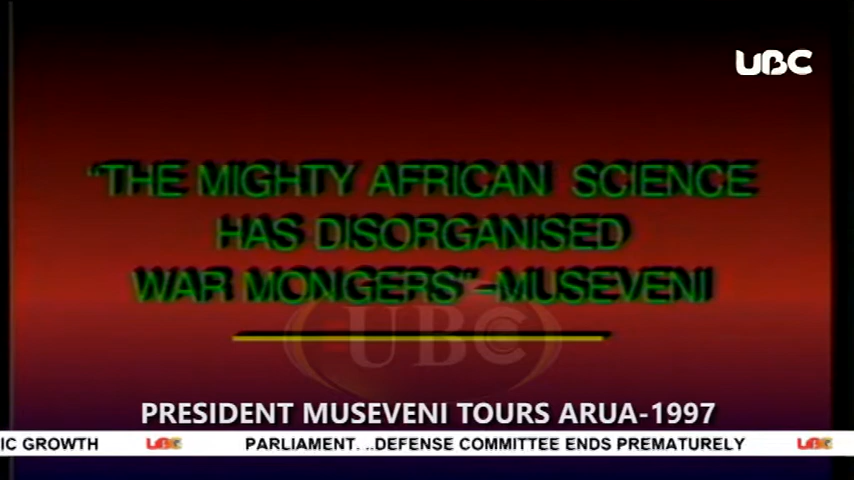 UBC
"THE MIGHTY AFRICAN SCIENCE
HAS DISORGANISED
WAR MONGERS"-MUSEVENI
UBC
PRESIDENT MUSEVENI TOURS ARUA-1997
IC GROWTH UBC PARLIAMENT. ..DEFENSE COMMITTEE ENDS PREMATURELY UBC